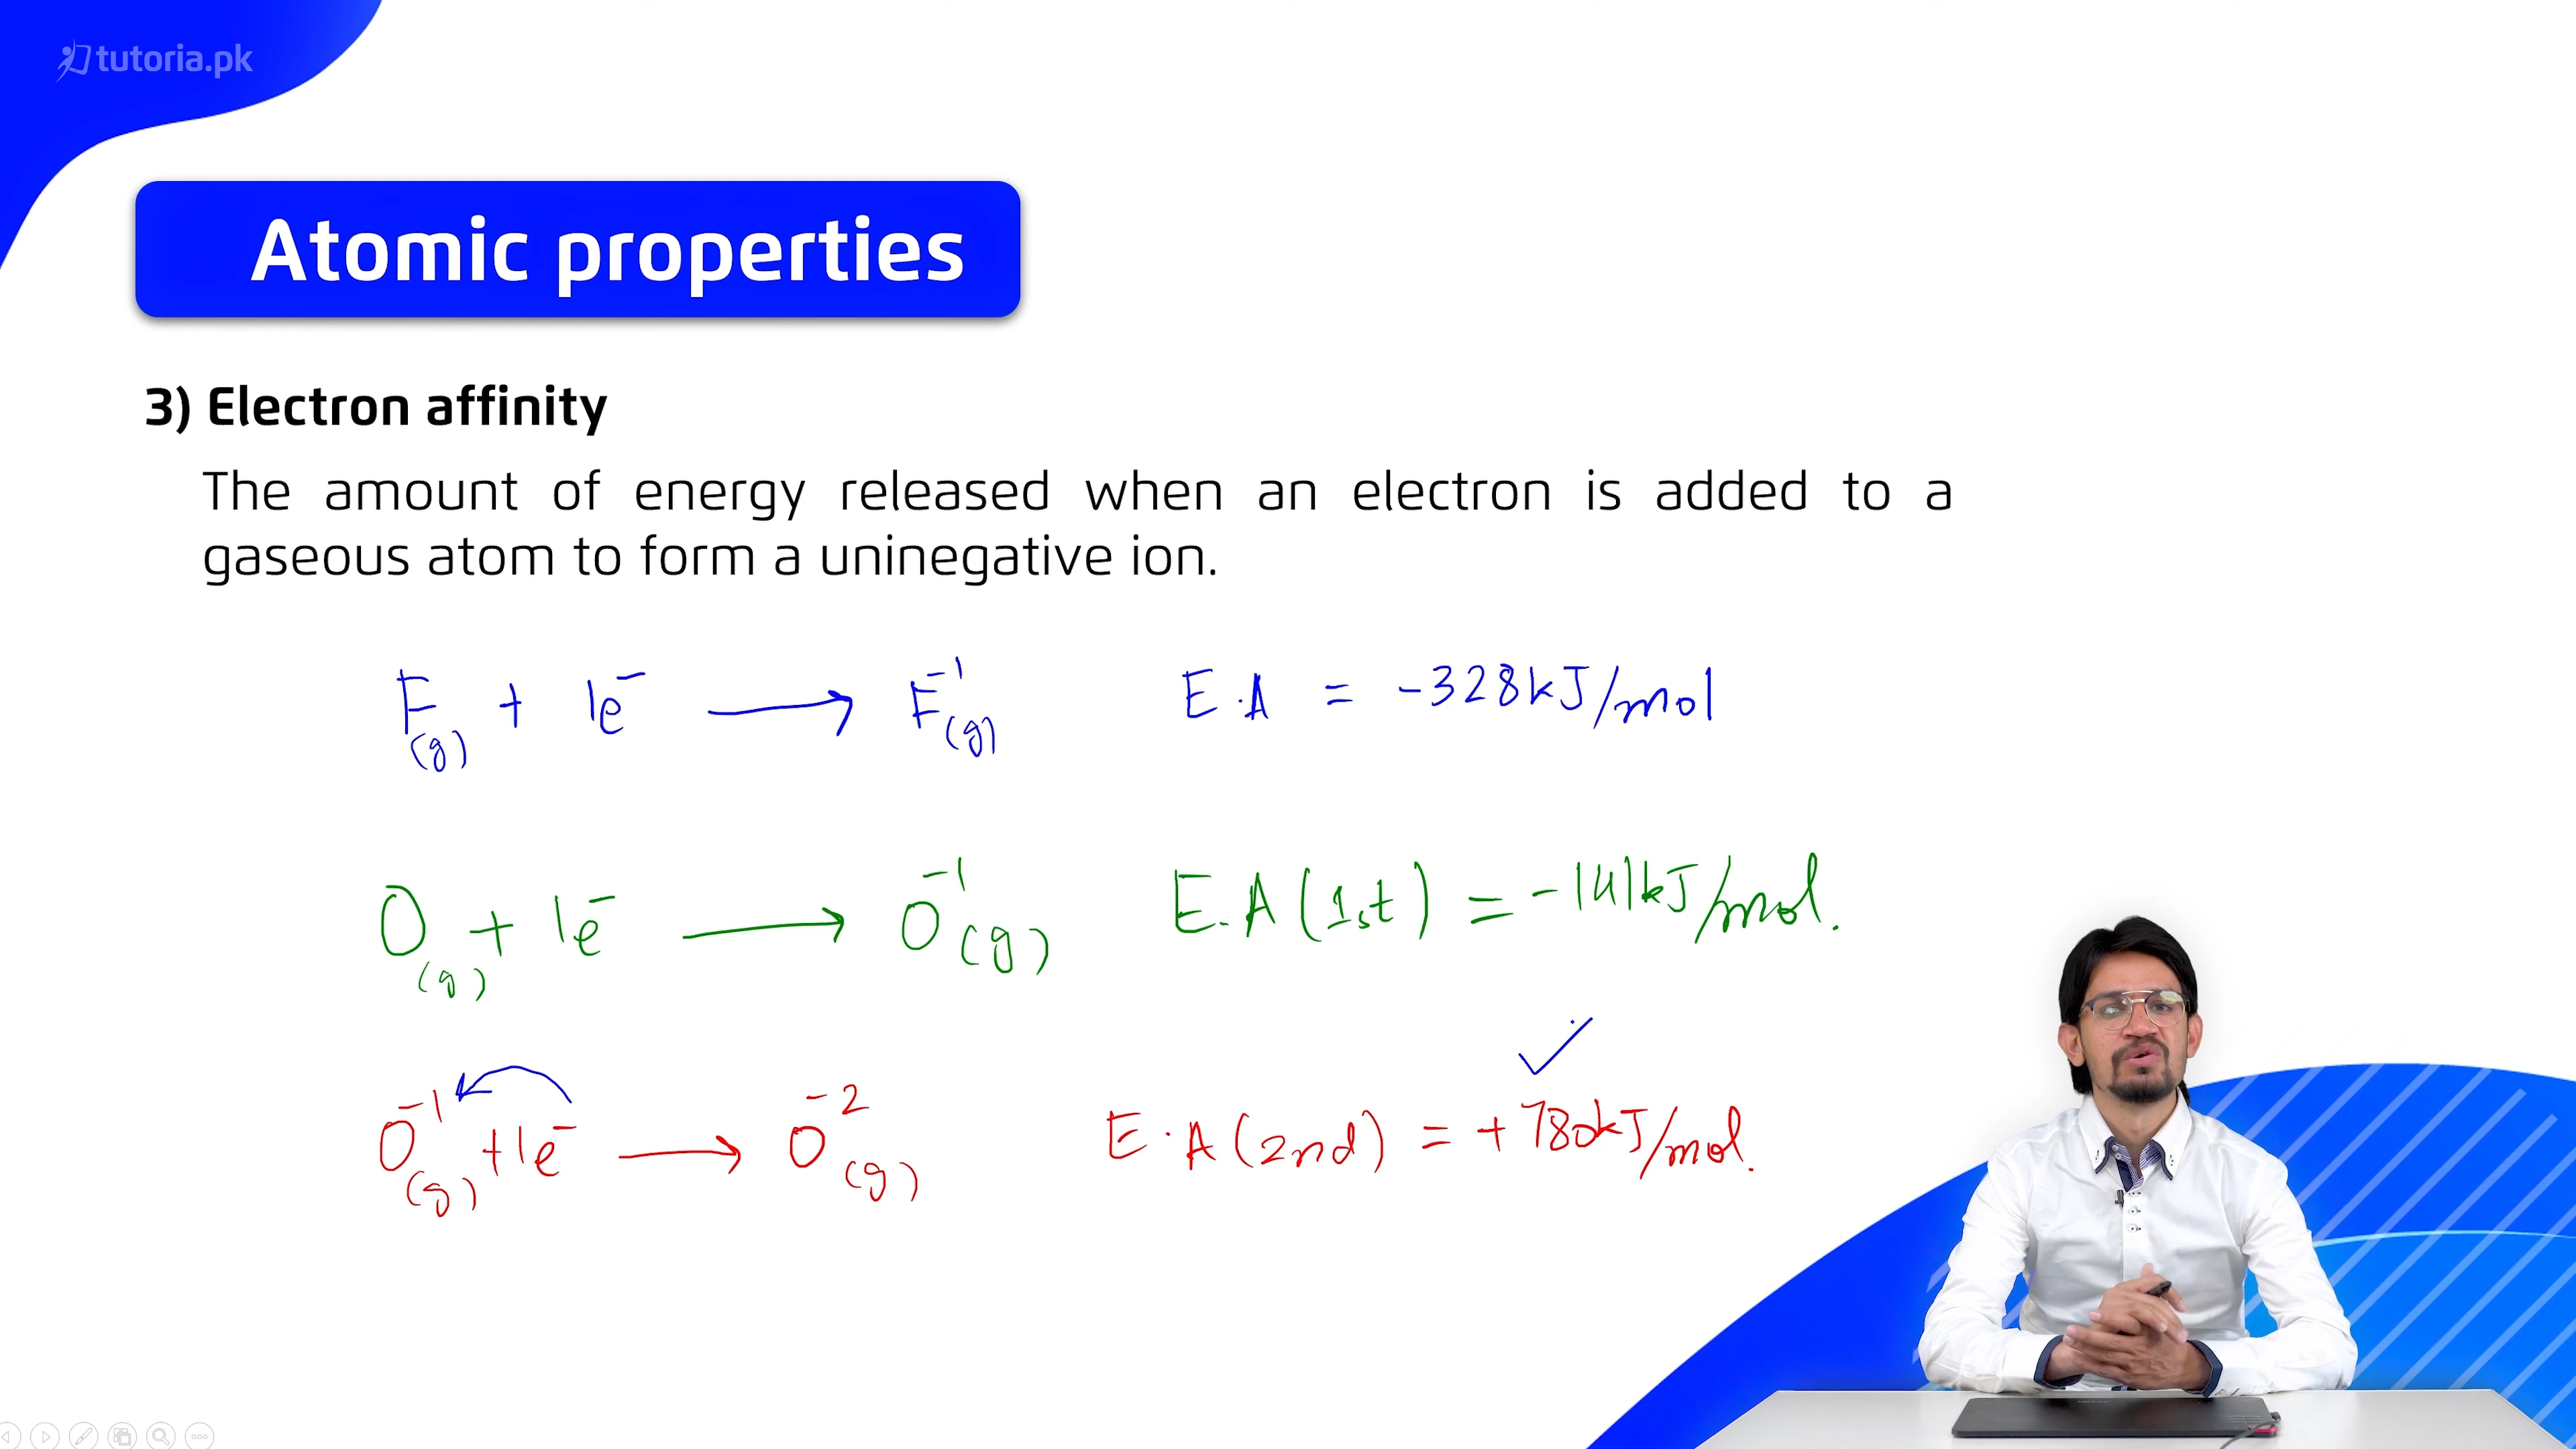 tutoria.pk
Atomic properties
3) Electron affinity
The amount of energy released when an electron is added to a
gaseous atom to form a uninegative ion.
F(g) + 1e⁻ ⟶ F⁻¹(g) E.A = -328kJ/mol
O(g) + 1e⁻ ⟶ O⁻¹(g) E.A (1st) = -141kJ/mol.
O⁻¹(g) + 1e⁻ ⟶ O⁻²(g) E.A (2nd) = +780kJ/mol.